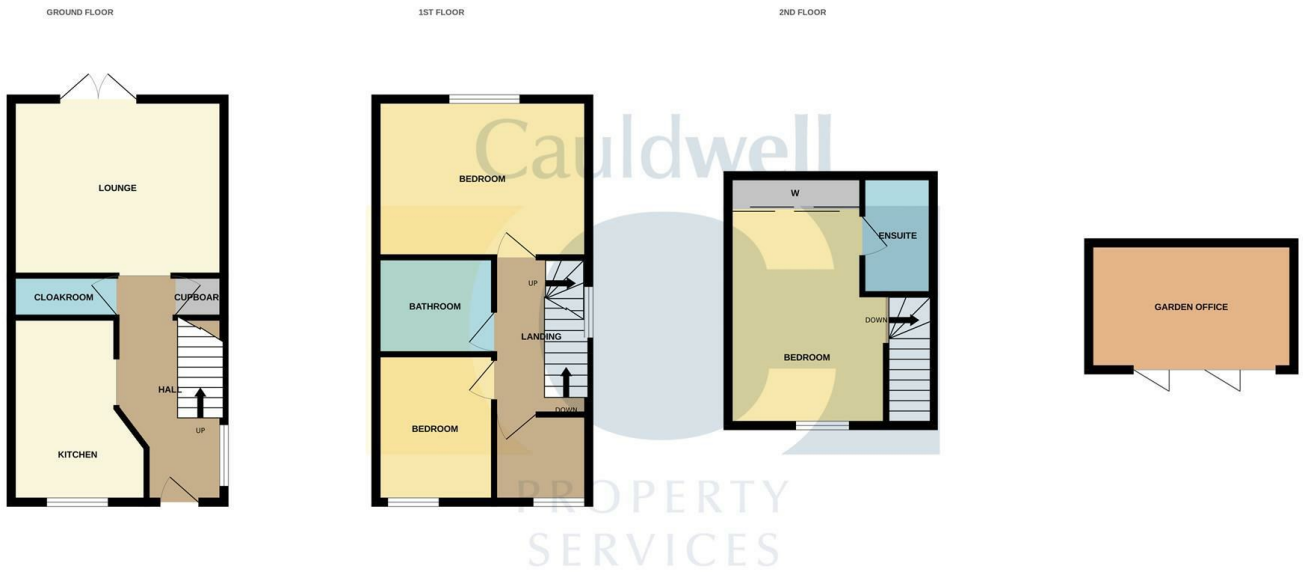 GROUND FLOOR
1ST FLOOR
2ND FLOOR
Cauldwell
PROPERTY
SERVICES
LOUNGE
CLOAKROOM
CUPBOAR
HALL
UP
KITCHEN
BEDROOM
UP
BATHROOM
LANDING
DOWN
BEDROOM
W
ENSUITE
DOWN
BEDROOM
GARDEN OFFICE